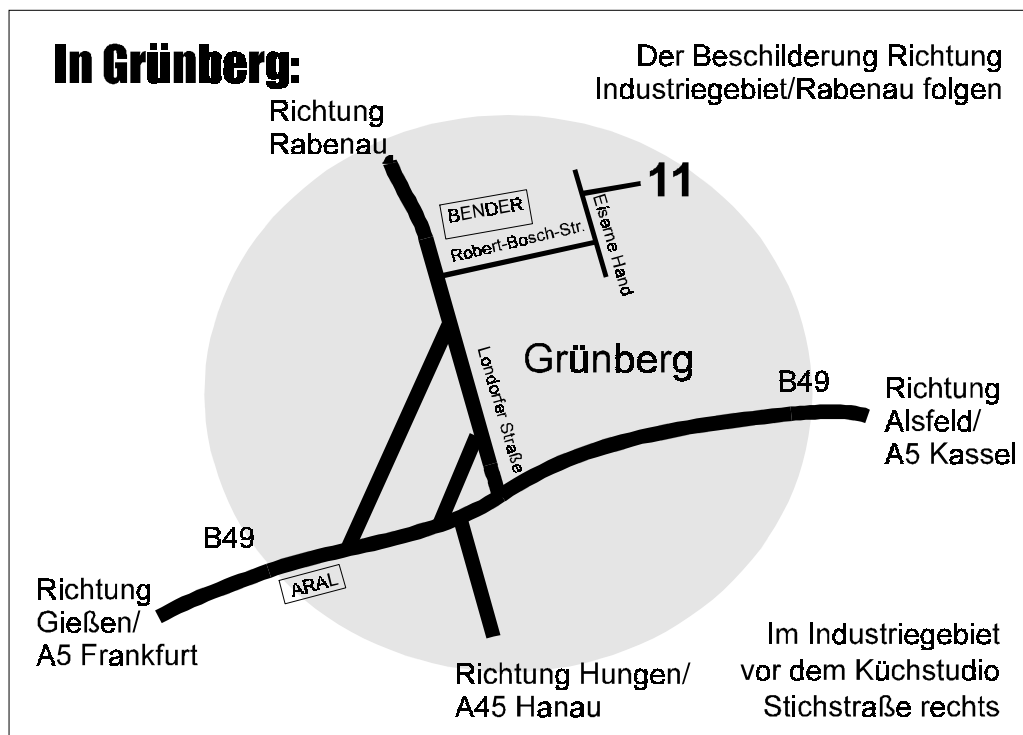 In Grünberg:
Der Beschilderung Richtung
Industriegebiet/Rabenau folgen
Richtung
Rabenau
11
BENDER
Eiserne Hand
Robert-Bosch-Str.
Londorfer Straße
Grünberg
B49
Richtung
Alsfeld/
A5 Kassel
B49
ARAL
Richtung
Gießen/
A5 Frankfurt
Richtung Hungen/
A45 Hanau
Im Industriegebiet
vor dem Küchstudio
Stichstraße rechts